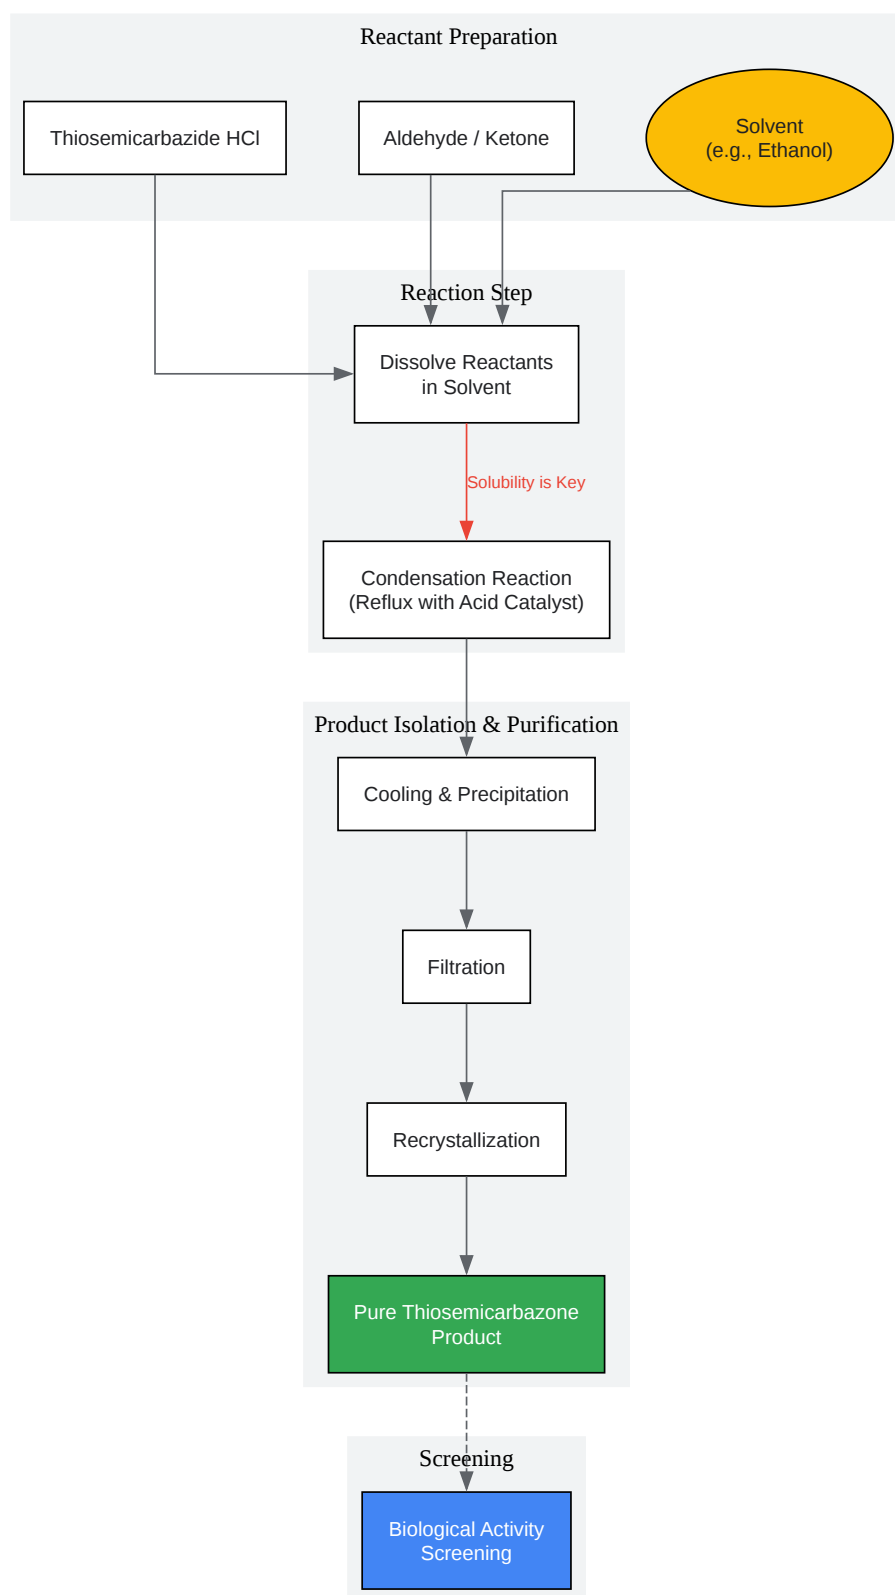 Reactant Preparation
Thiosemicarbazide HCl
Aldehyde / Ketone
Solvent
(e.g., Ethanol)
Reaction Step
Dissolve Reactants
in Solvent
Solubility is Key
Condensation Reaction
(Reflux with Acid Catalyst)
Product Isolation & Purification
Cooling & Precipitation
Filtration
Recrystallization
Pure Thiosemicarbazone
Product
Screening
Biological Activity
Screening